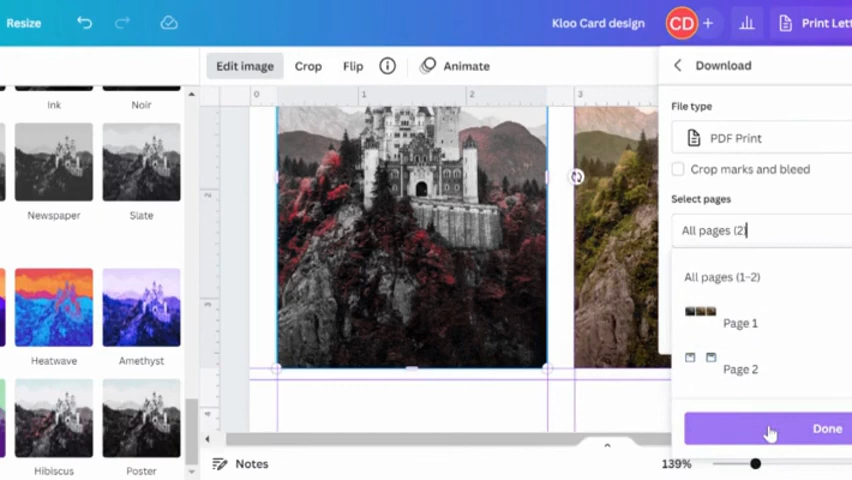 Resize
Kloo Card design
CD
+
Print Lett
Edit image
Crop
Flip
Animate
Download
0
1
2
3
Ink
Noir
File type
PDF Print
Crop marks and bleed
Newspaper
Slate
Select pages
All pages (2)
All pages (1-2)
Page 1
Heatwave
Amethyst
Page 2
Done
Hibiscus
Poster
Notes
139%